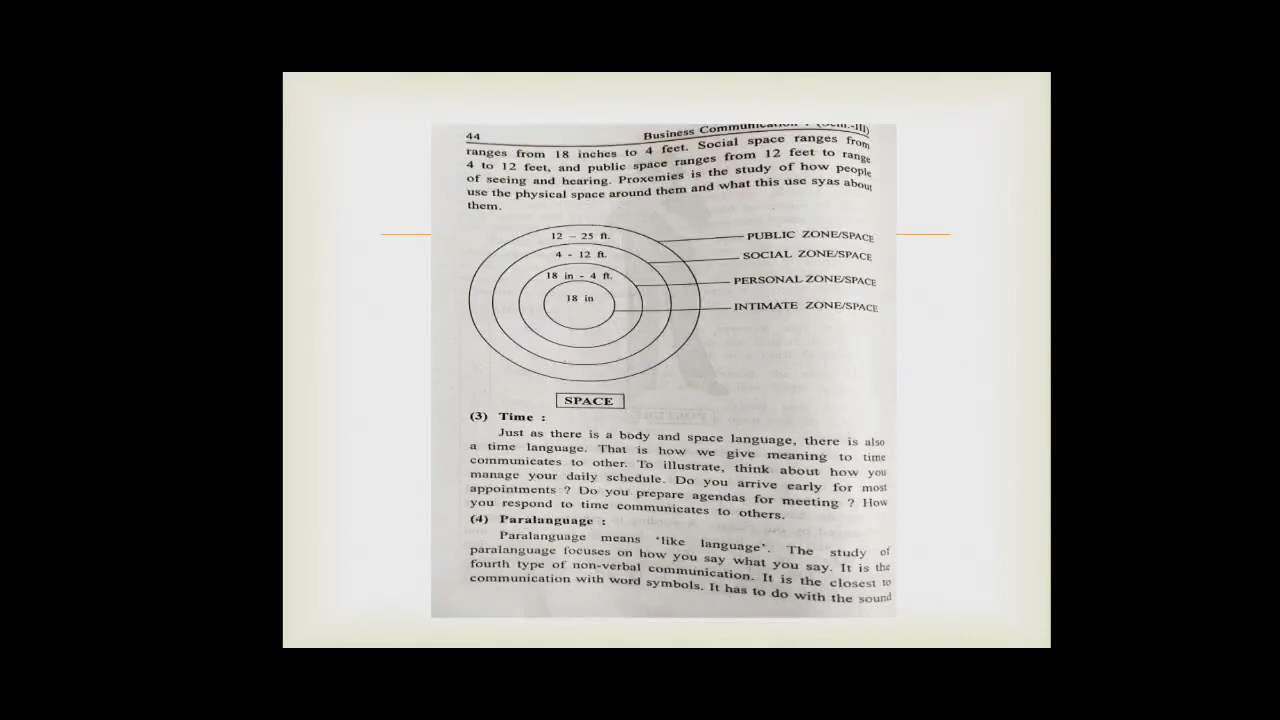 44 Business Communication : (Sem.-III)
ranges from 18 inches to 4 feet. Social space ranges from
4 to 12 feet, and public space ranges from 12 feet to range
of seeing and hearing. Proxemies is the study of how people
use the physical space around them and what this use syas about
them.
12 – 25 ft.
PUBLIC ZONE/SPACE
4 - 12 ft.
SOCIAL ZONE/SPACE
18 in - 4 ft.
PERSONAL ZONE/SPACE
18 in
INTIMATE ZONE/SPACE
SPACE
(3) Time :
Just as there is a body and space language, there is also
a time language. That is how we give meaning to time
communicates to other. To illustrate, think about how you
manage your daily schedule. Do you arrive early for most
appointments ? Do you prepare agendas for meeting ? How
you respond to time communicates to others.
(4) Paralanguage :
Paralanguage means ‘like language’. The study of
paralanguage focuses on how you say what you say. It is the
fourth type of non-verbal communication. It is the closest to
communication with word symbols. It has to do with the sound